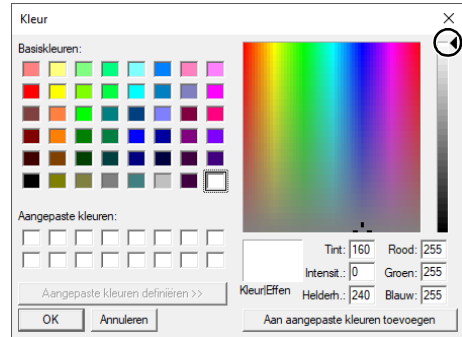 Kleur
Basiskleuren:
Aangepaste kleuren:
Aangepaste kleuren definiëren >>
OK Annuleren
Kleur|Effen
Tint: 160 Rood: 255
Intensit.: 0 Groen: 255
Helderh.: 240 Blauw: 255
Aan aangepaste kleuren toevoegen